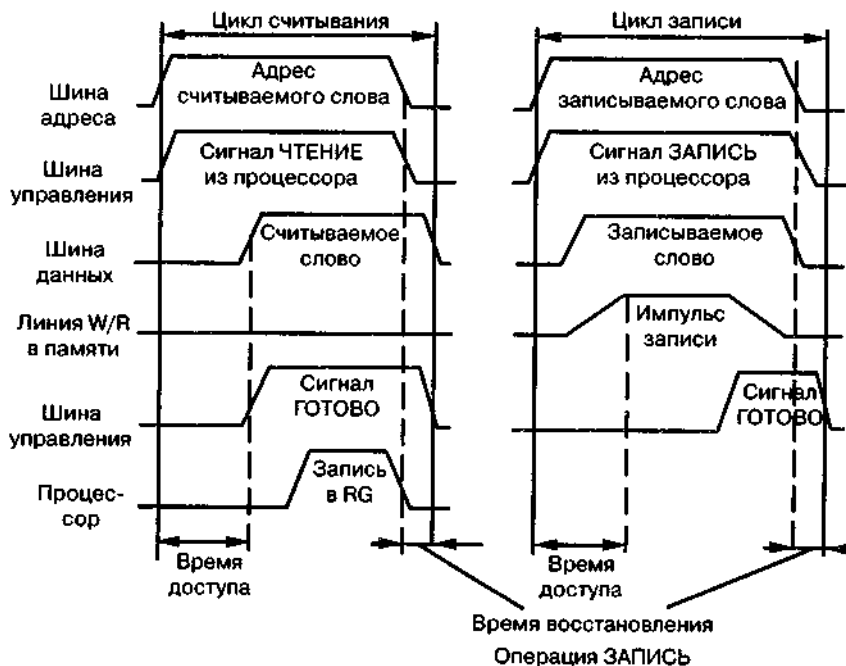 Цикл считывания
Цикл записи
Шина
адреса
Адрес
считываемого слова
Адрес
записываемого слова
Шина
управления
Сигнал ЧТЕНИЕ
из процессора
Сигнал ЗАПИСЬ
из процессора
Шина
данных
Считываемое
слово
Записываемое
слово
Линия W/R
в памяти
Импульс
записи
Шина
управления
Сигнал
ГОТОВО
Сигнал
ГОТОВО
Процес-
сор
Запись
в RG
Время
доступа
Время
доступа
Время восстановления
Операция ЗАПИСЬ